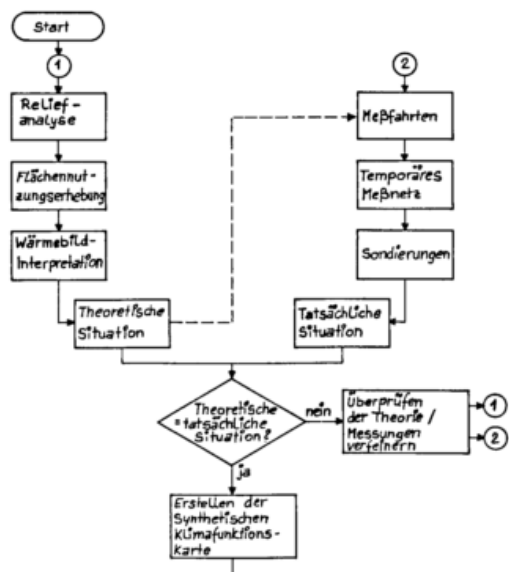 Start
1
Relief-
analyse
Flächennut-
zungserhebung
Wärmebild-
Interpretation
Theoretische
Situation
2
Meßfahrten
Temporäres
Meßnetz
Sondierungen
Tatsächliche
Situation
Theoretische
= tatsächliche
Situation?
nein
Überprüfen
der Theorie /
Messungen
verfeinern
1
2
ja
Erstellen der
Synthetischen
Klimafunktions-
karte